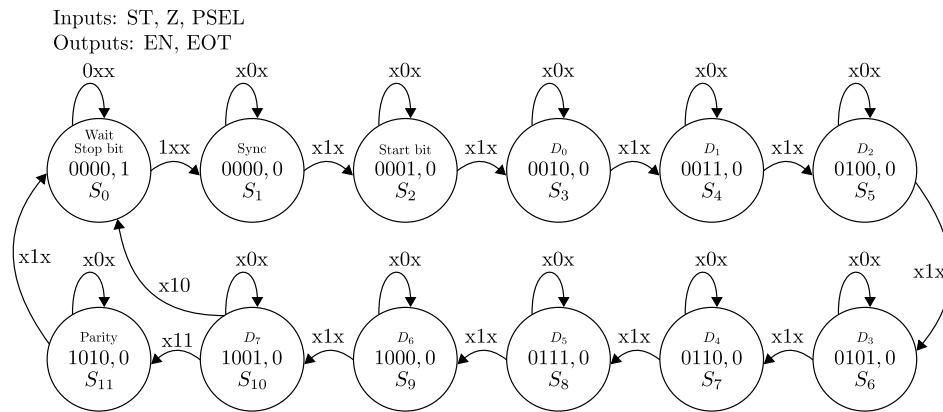 Inputs: ST, Z, PSEL
Outputs: EN, EOT
0xx
x0x
x0x
x0x
x0x
x0x
Wait
Stop bit
0000, 1
S₀
1xx
Sync
0000, 0
S₁
x1x
Start bit
0001, 0
S₂
x1x
D₀
0010, 0
S₃
x1x
D₁
0011, 0
S₄
x1x
D₂
0100, 0
S₅
x1x
x10
x1x
x0x
x0x
x0x
x0x
x0x
x0x
Parity
1010, 0
S₁₁
x11
D₇
1001, 0
S₁₀
x1x
D₆
1000, 0
S₉
x1x
D₅
0111, 0
S₈
x1x
D₄
0110, 0
S₇
x1x
D₃
0101, 0
S₆